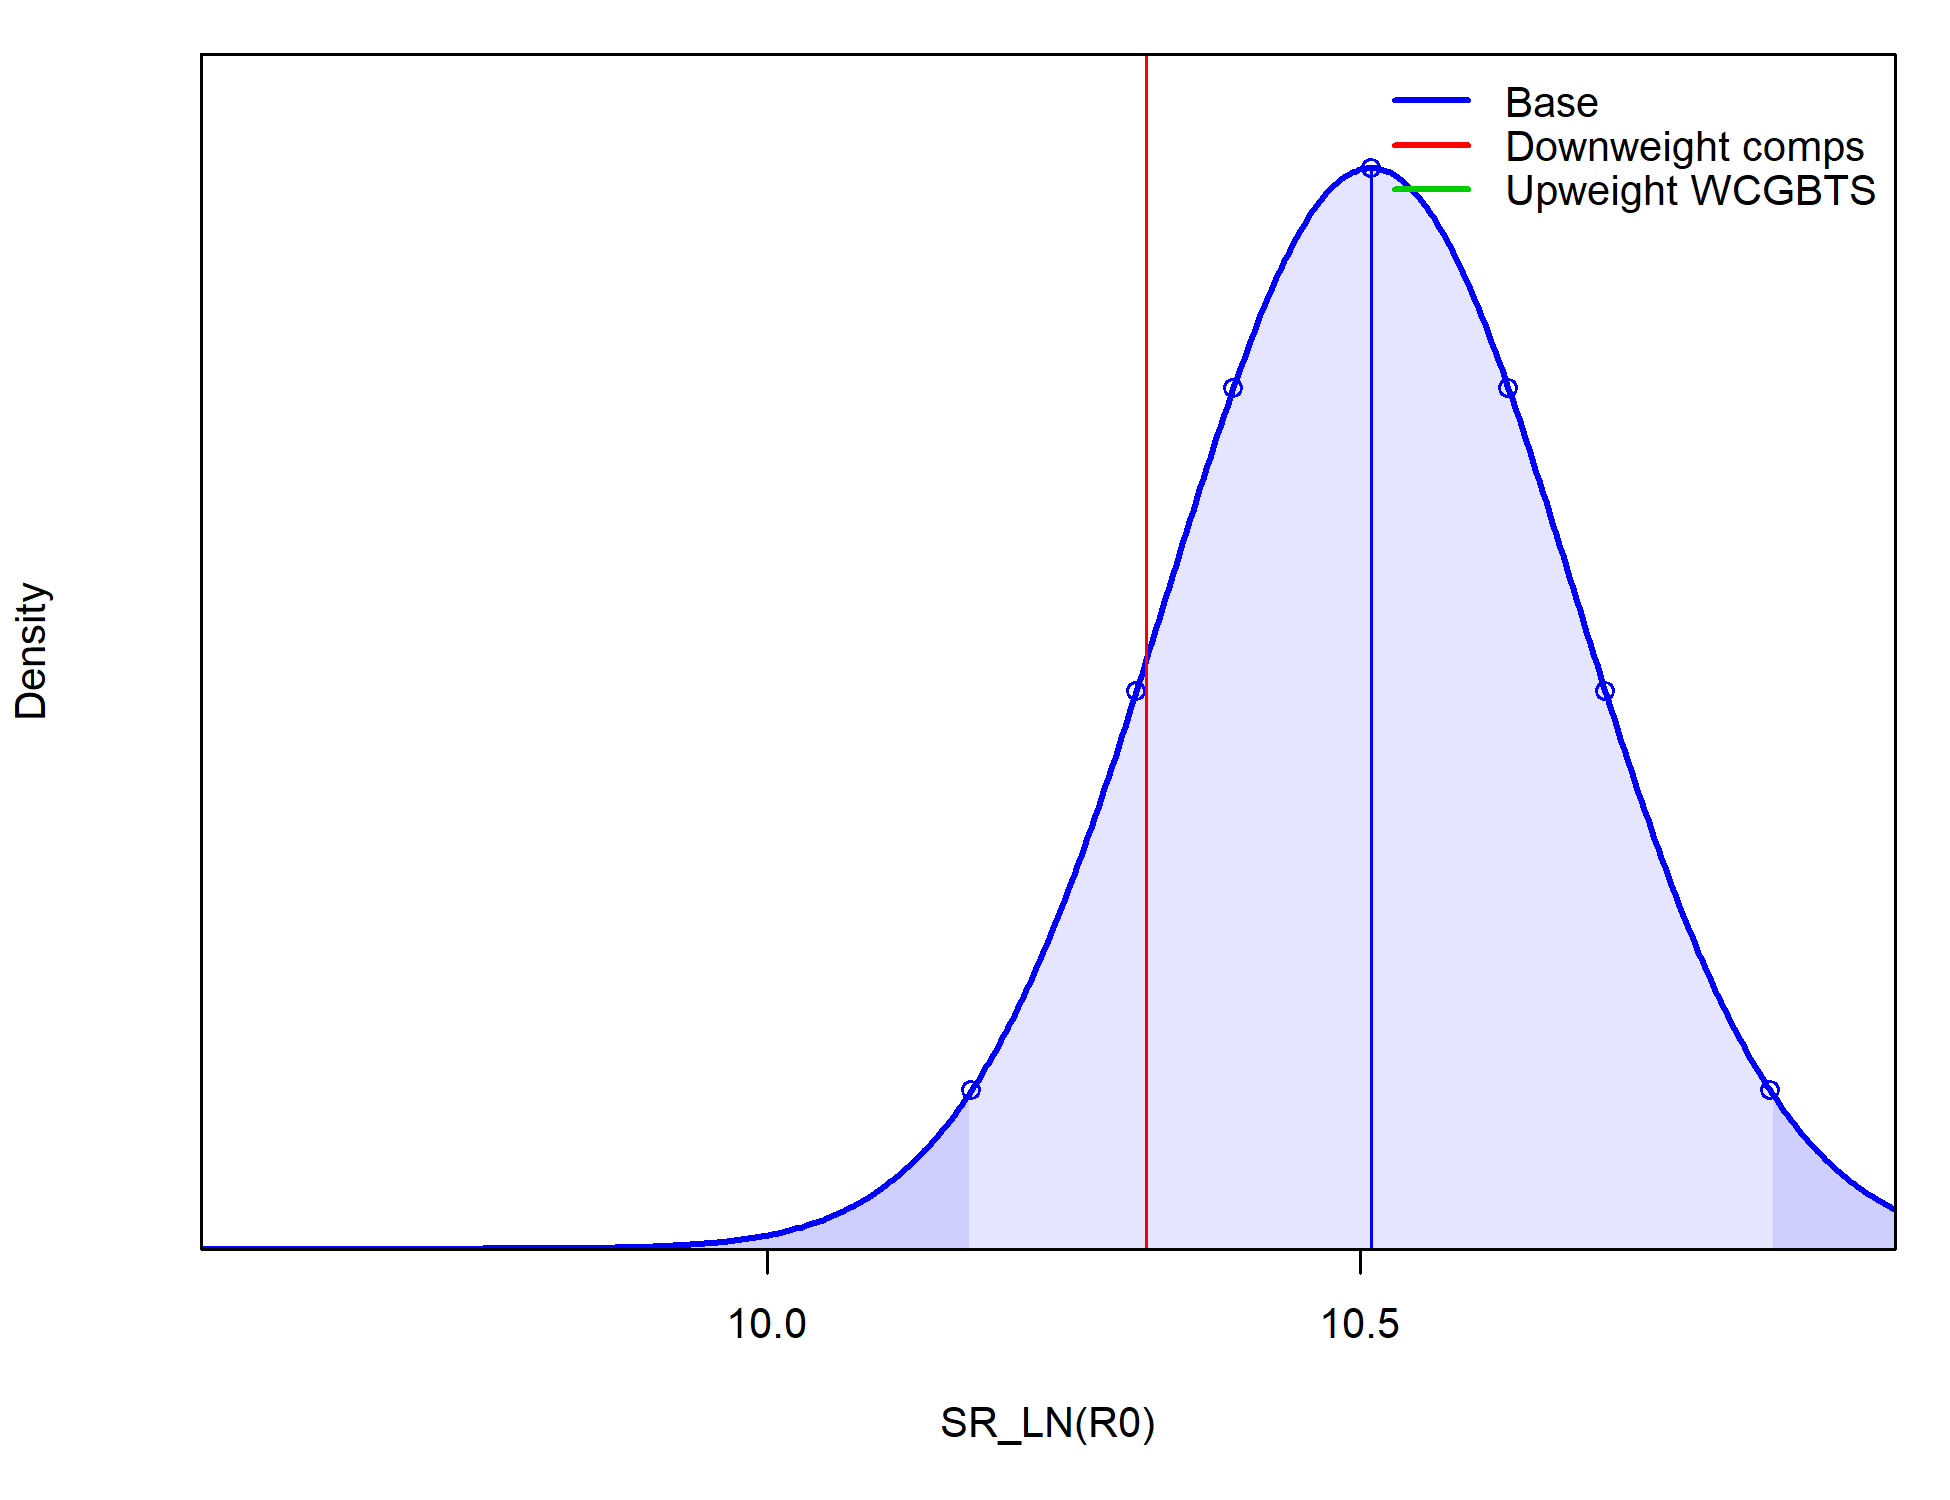 Base
Downweight comps
Upweight WCGBTS
Density
10.0
10.5
SR_LN(R0)